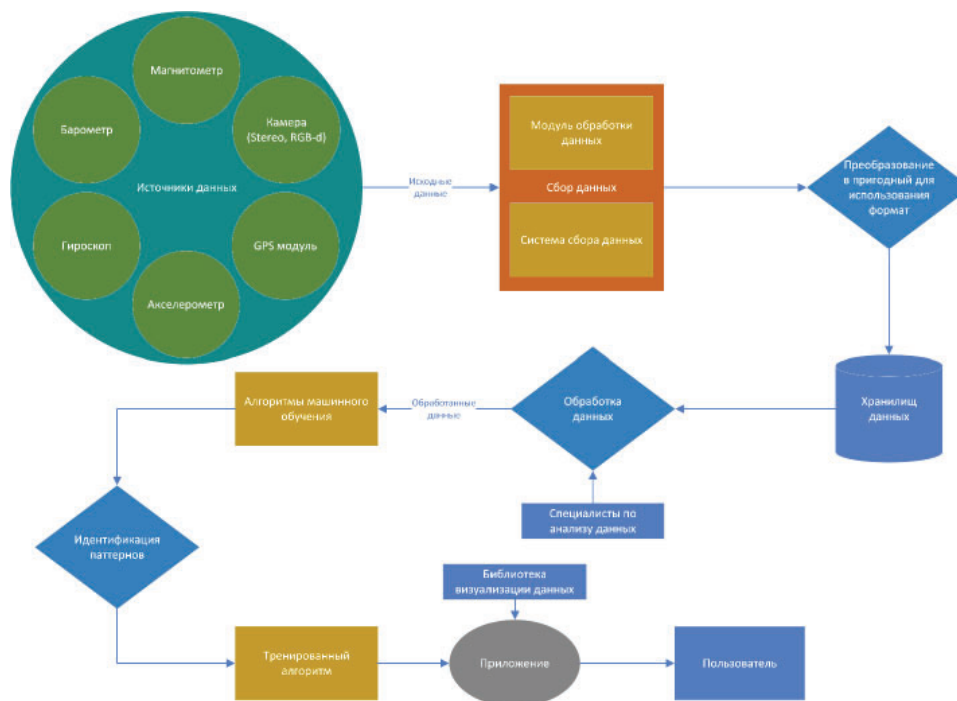 Магнитометр
Барометр
Камера
(Stereo, RGB-d)
Источники данных
Гироскоп
GPS модуль
Акселерометр
Исходные
данные
Модуль обработки
данных
Сбор данных
Система сбора данных
Преобразование
в пригодный для
использования
формат
Хранилищ
данных
Обработка
данных
Специалисты по
анализу данных
Обработанные
данные
Алгоритмы машинного
обучения
Идентификация
паттернов
Тренированный
алгоритм
Библиотека
визуализации данных
Приложение
Пользователь